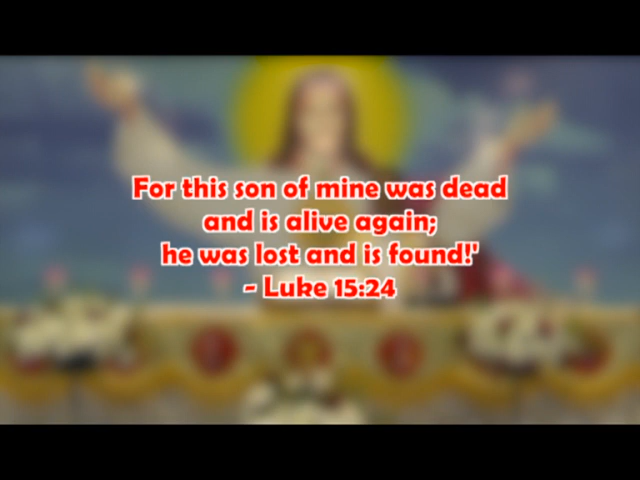 For this son of mine was dead
and is alive again;
he was lost and is found!'
- Luke 15:24